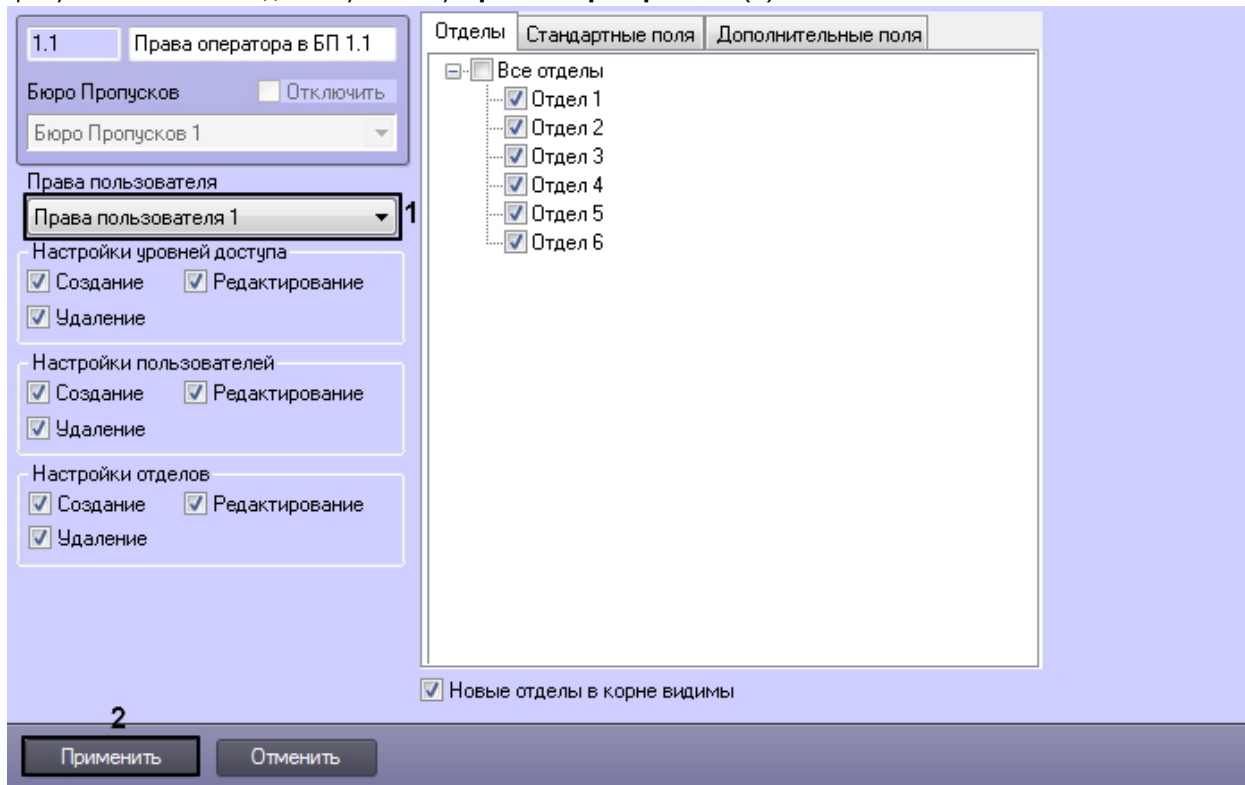 1.1 Права оператора в БП 1.1
Бюро Пропусков Отключить
Бюро Пропусков 1
Права пользователя
Права пользователя 1 1
Настройки уровней доступа
Создание Редактирование
Удаление
Настройки пользователей
Создание Редактирование
Удаление
Настройки отделов
Создание Редактирование
Удаление
Отделы Стандартные поля Дополнительные поля
Все отделы
Отдел 1
Отдел 2
Отдел 3
Отдел 4
Отдел 5
Отдел 6
Новые отделы в корне видимы
2
Применить Отменить